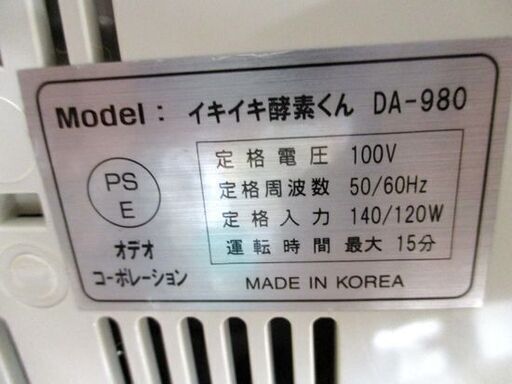 Model : イキイキ酵素くん DA-980
PS
E
オデオ
コーポレーション
定格電圧 100V
定格周波数 50/60Hz
定格入力 140/120W
運転時間 最大 15分
MADE IN KOREA